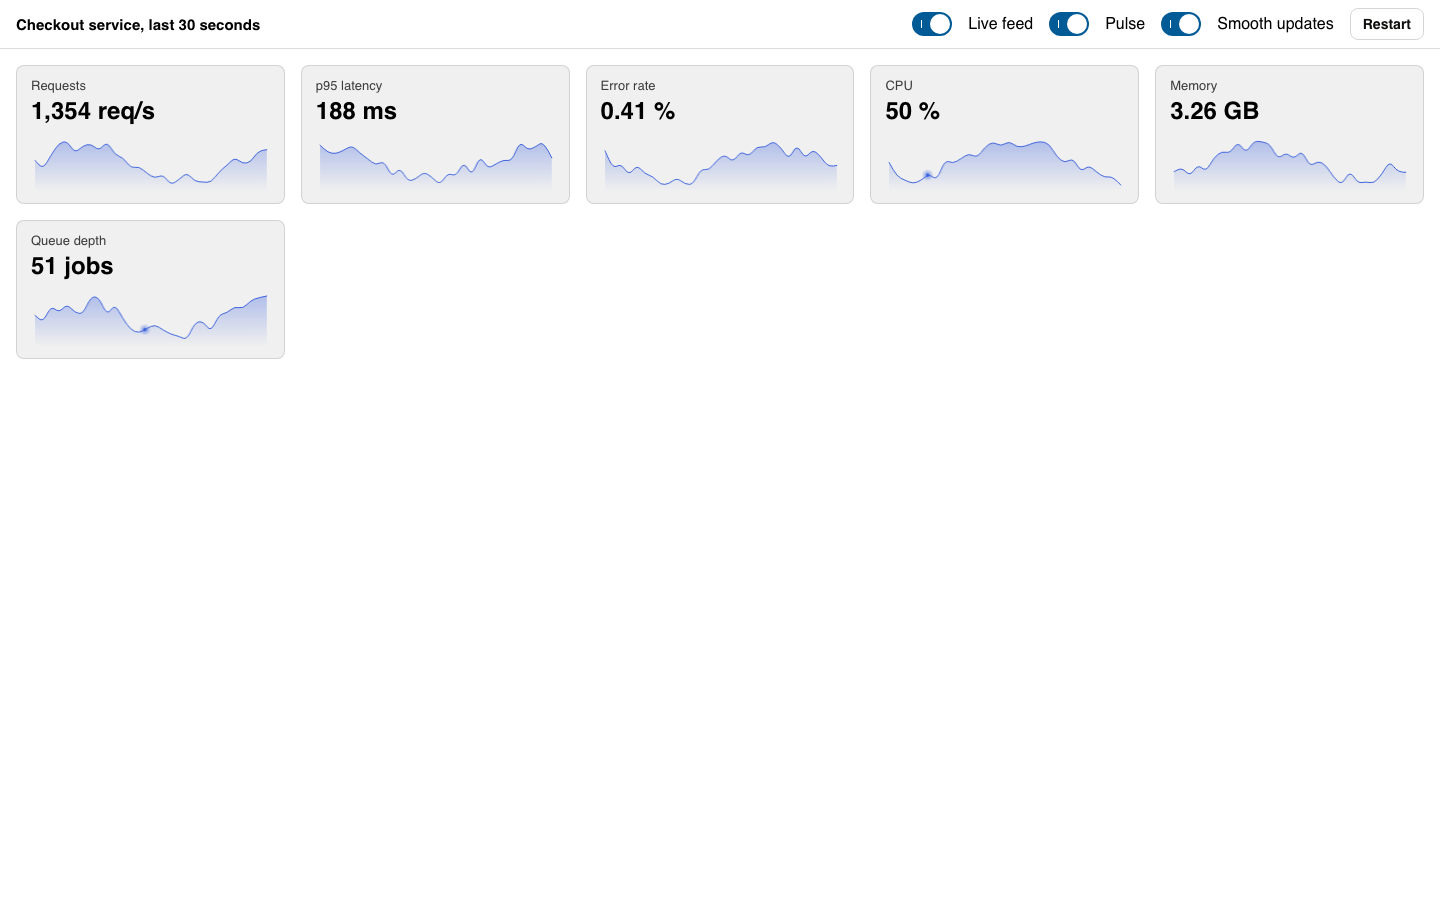 Checkout service, last 30 seconds
Live feed
Pulse
Smooth updates
Restart
Requests
1,354 req/s
p95 latency
188 ms
Error rate
0.41 %
CPU
50 %
Memory
3.26 GB
Queue depth
51 jobs